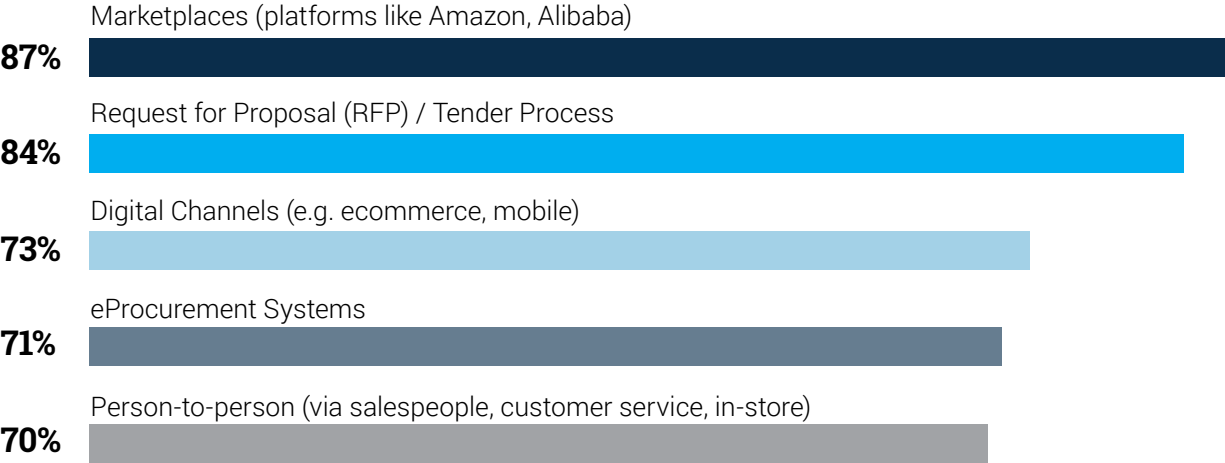 Marketplaces (platforms like Amazon, Alibaba)
87%
Request for Proposal (RFP) / Tender Process
84%
Digital Channels (e.g. ecommerce, mobile)
73%
eProcurement Systems
71%
Person-to-person (via salespeople, customer service, in-store)
70%